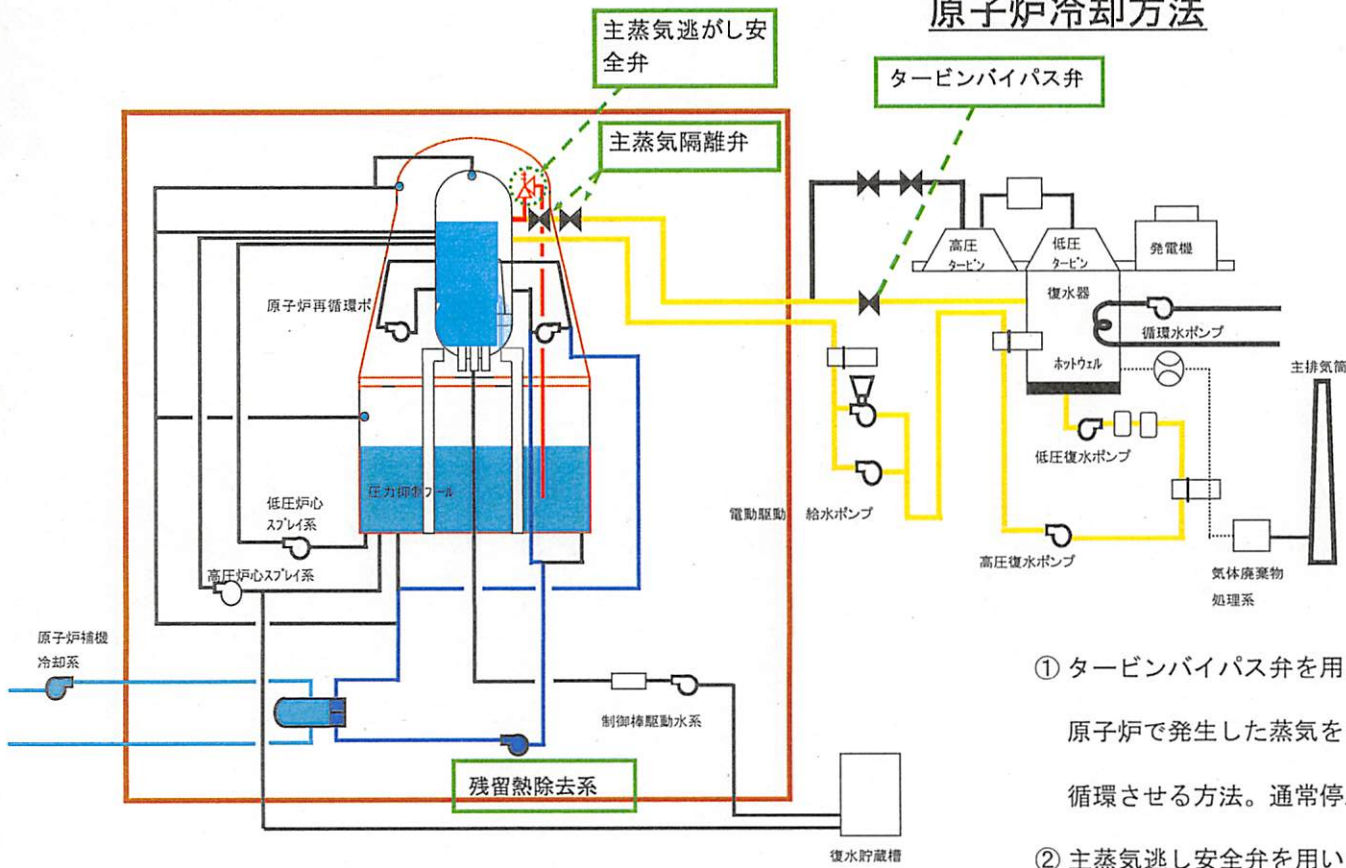 原子炉冷却方法
主蒸気逃がし安
全弁
タービンバイパス弁
主蒸気隔離弁
高圧
タービン
低圧
タービン
発電機
復水器
原子炉再循環ポ
循環水ポンプ
ホットウェル
主排気筒
低圧復水ポンプ
圧力抑制プール
低圧炉心
スプレイ系
電動駆動 給水ポンプ
高圧復水ポンプ
高圧炉心スプレイ系
気体廃棄物
処理系
原子炉補機
冷却系
制御棒駆動水系
残留熱除去系
復水貯蔵槽
① タービンバイパス弁を用
原子炉で発生した蒸気を
循環させる方法。通常停
② 主蒸気逃し安全弁を用い